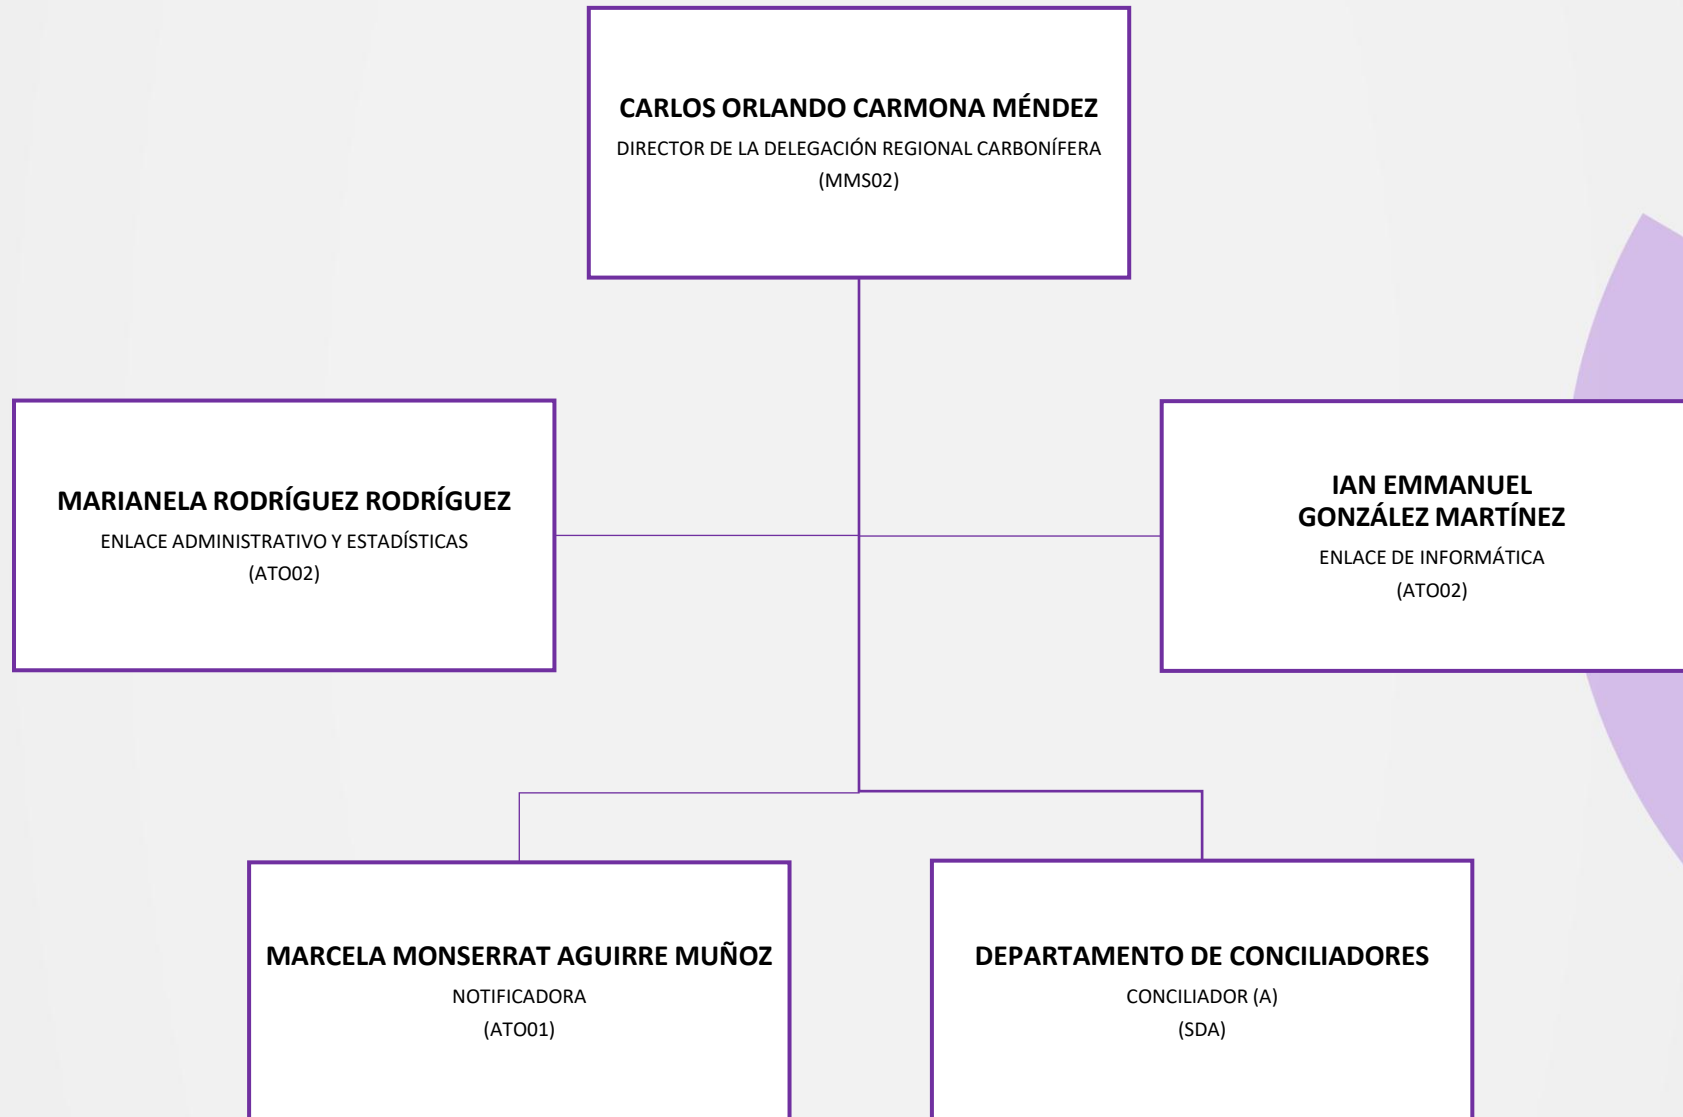 CARLOS ORLANDO CARMONA MÉNDEZ
DIRECTOR DE LA DELEGACIÓN REGIONAL CARBONÍFERA
(MMS02)
MARIANELA RODRÍGUEZ RODRÍGUEZ
ENLACE ADMINISTRATIVO Y ESTADÍSTICAS
(ATO02)
IAN EMMANUEL
GONZÁLEZ MARTÍNEZ
ENLACE DE INFORMÁTICA
(ATO02)
MARCELA MONSERRAT AGUIRRE MUÑOZ
NOTIFICADORA
(ATO01)
DEPARTAMENTO DE CONCILIADORES
CONCILIADOR (A)
(SDA)